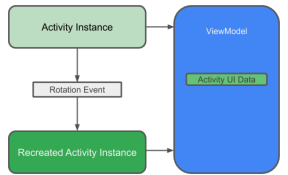 Activity Instance
ViewModel
Activity UI Data
Rotation Event
Recreated Activity Instance